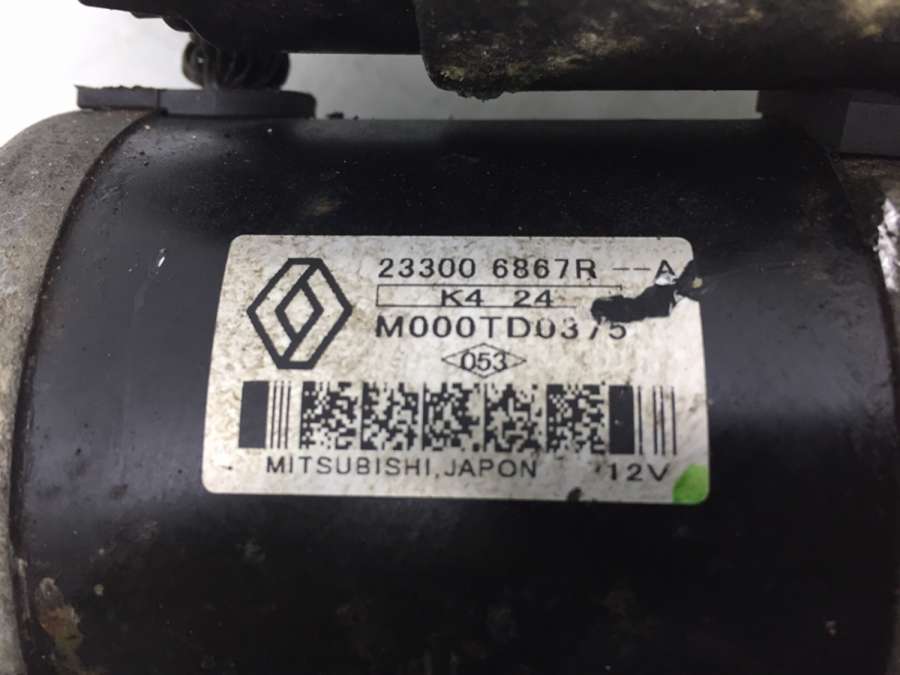 23300 6867R --A
K4 24
M000TD0375
053
MITSUBISHI,JAPON 12V